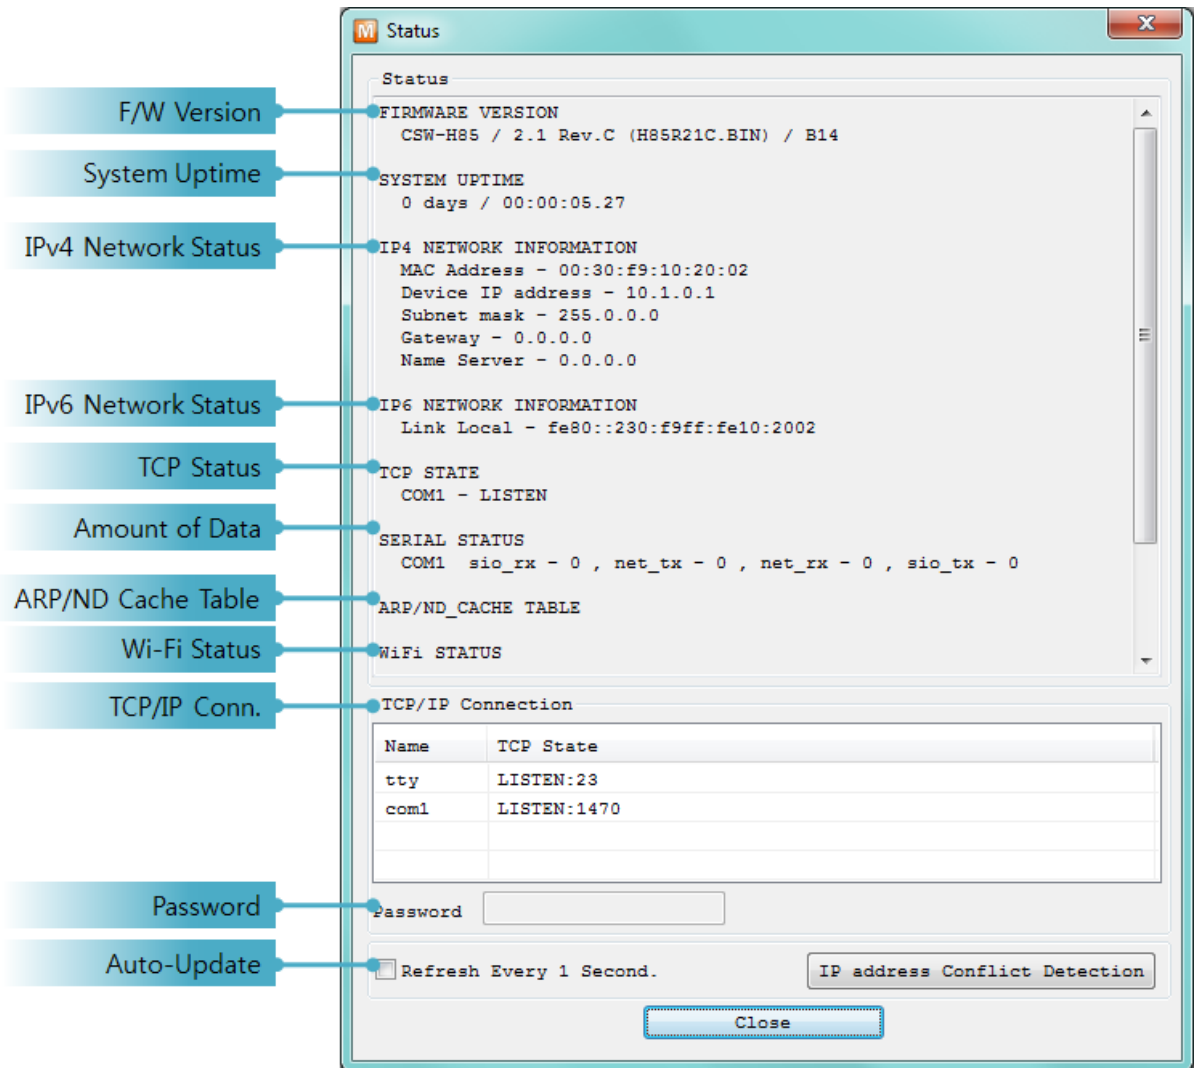 M Status
X
Status
F/W Version
FIRMWARE VERSION
CSW-H85 / 2.1 Rev.C (H85R21C.BIN) / B14
System Uptime
SYSTEM UPTIME
0 days / 00:00:05.27
IPv4 Network Status
IP4 NETWORK INFORMATION
MAC Address - 00:30:f9:10:20:02
Device IP address - 10.1.0.1
Subnet mask - 255.0.0.0
Gateway - 0.0.0.0
Name Server - 0.0.0.0
IPv6 Network Status
IP6 NETWORK INFORMATION
Link Local - fe80::230:f9ff:fe10:2002
TCP Status
TCP STATE
COM1 - LISTEN
Amount of Data
SERIAL STATUS
COM1 sio_rx - 0 , net_tx - 0 , net_rx - 0 , sio_tx - 0
ARP/ND Cache Table
ARP/ND_CACHE TABLE
Wi-Fi Status
WiFi STATUS
TCP/IP Conn.
TCP/IP Connection
Name TCP State
tty LISTEN:23
com1 LISTEN:1470
Password
Password
Auto-Update
Refresh Every 1 Second.
IP address Conflict Detection
Close